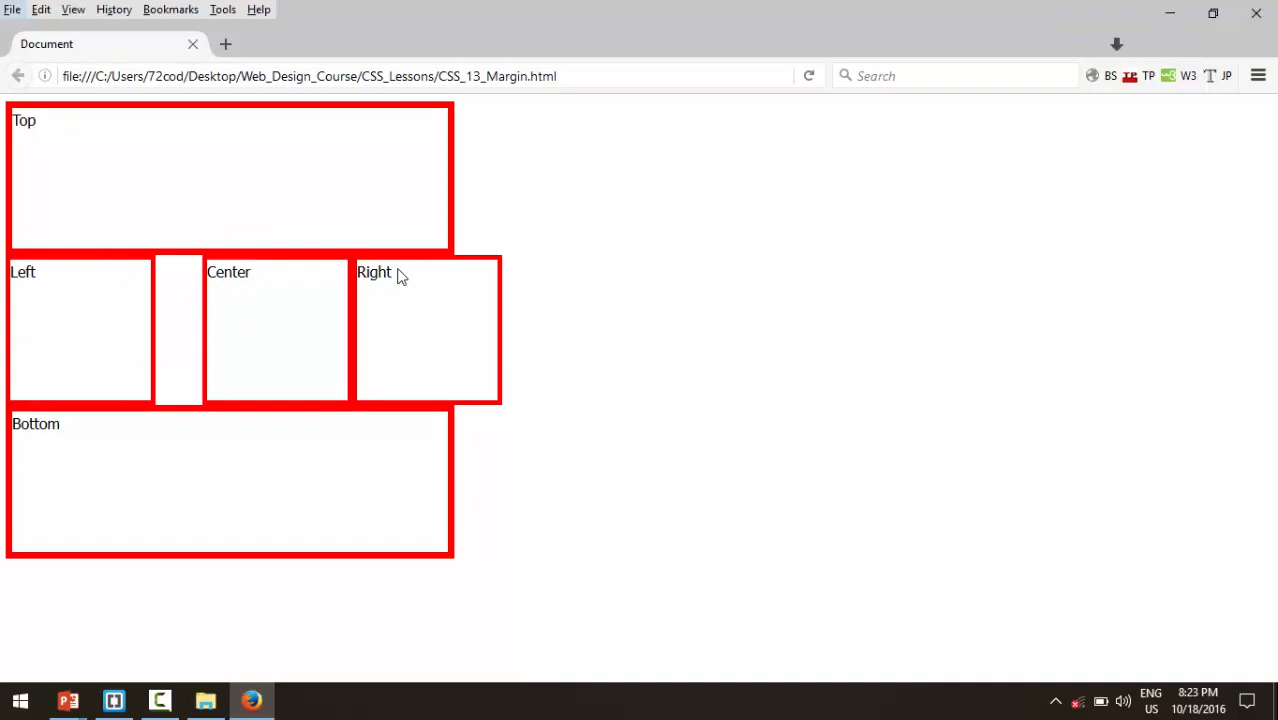 File Edit View History Bookmarks Tools Help
Document
file:///C:/Users/72cod/Desktop/Web_Design_Course/CSS_Lessons/CSS_13_Margin.html
Search
BS TP W3 JP
Top
Left Center Right
Bottom
ENG 8:23 PM
US 10/18/2016